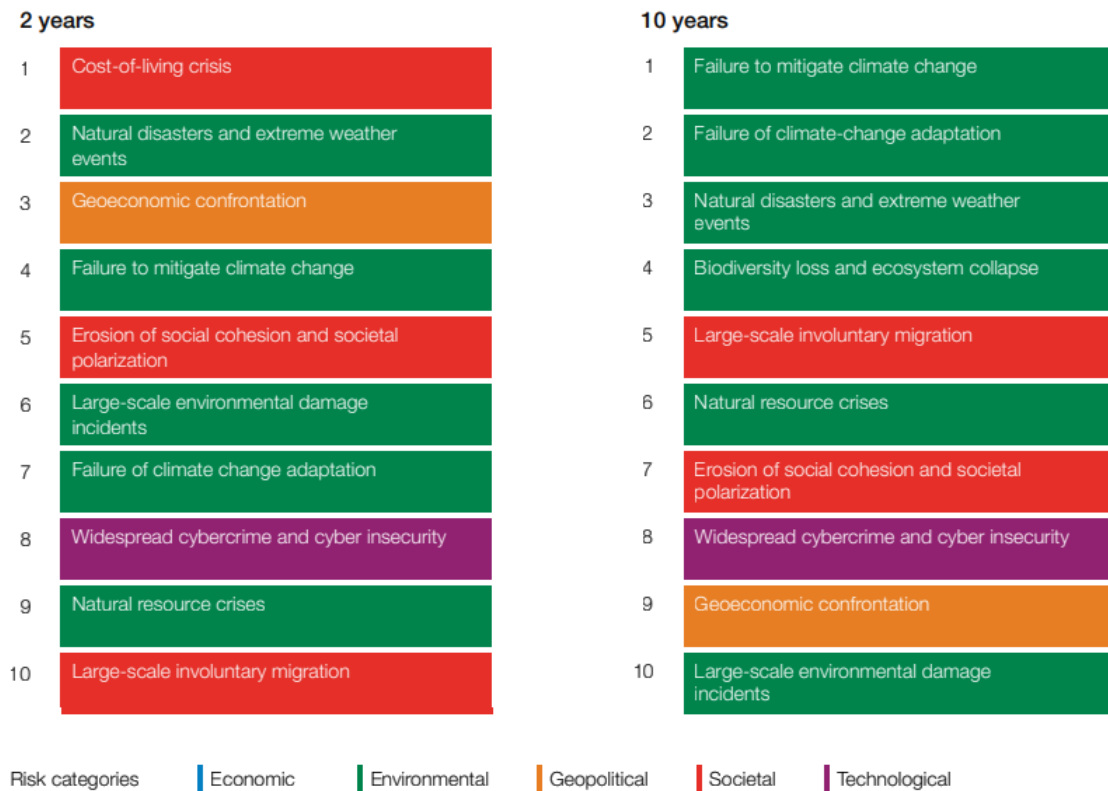 2 years
1 Cost-of-living crisis
2 Natural disasters and extreme weather
events
3 Geoeconomic confrontation
4 Failure to mitigate climate change
5 Erosion of social cohesion and societal
polarization
6 Large-scale environmental damage
incidents
7 Failure of climate change adaptation
8 Widespread cybercrime and cyber insecurity
9 Natural resource crises
10 Large-scale involuntary migration
10 years
1 Failure to mitigate climate change
2 Failure of climate-change adaptation
3 Natural disasters and extreme weather
events
4 Biodiversity loss and ecosystem collapse
5 Large-scale involuntary migration
6 Natural resource crises
7 Erosion of social cohesion and societal
polarization
8 Widespread cybercrime and cyber insecurity
9 Geoeconomic confrontation
10 Large-scale environmental damage
incidents
Risk categories Economic Environmental Geopolitical Societal Technological